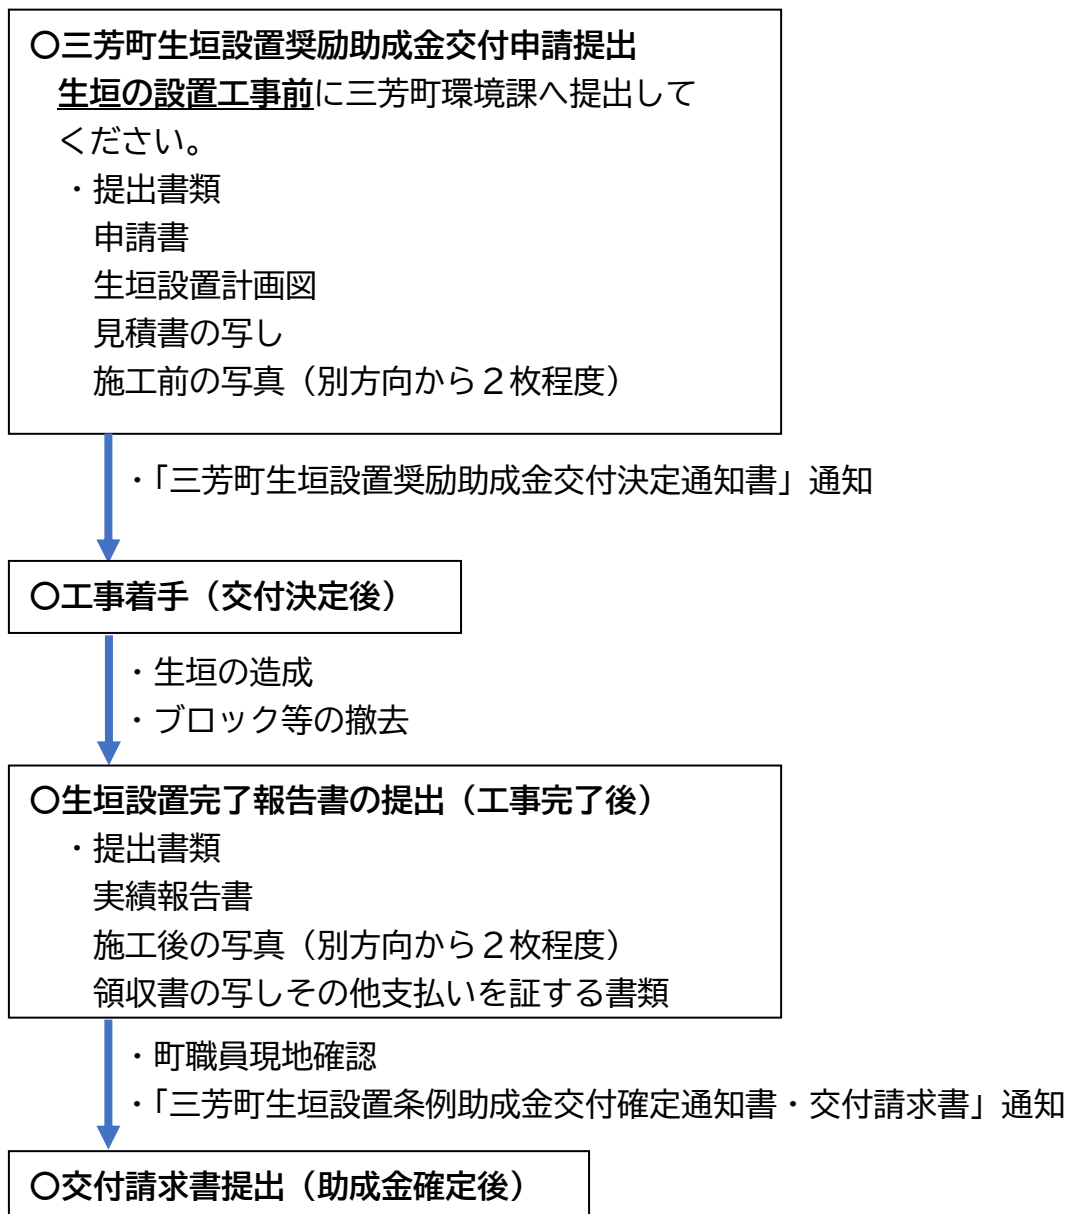 〇三芳町生垣設置奨励助成金交付申請提出
生垣の設置工事前に三芳町環境課へ提出して
ください。
・提出書類
申請書
生垣設置計画図
見積書の写し
施工前の写真（別方向から２枚程度）
・「三芳町生垣設置奨励助成金交付決定通知書」通知
〇工事着手（交付決定後）
・生垣の造成
・ブロック等の撤去
〇生垣設置完了報告書の提出（工事完了後）
・提出書類
実績報告書
施工後の写真（別方向から２枚程度）
領収書の写しその他支払いを証する書類
・町職員現地確認
・「三芳町生垣設置条例助成金交付確定通知書・交付請求書」通知
〇交付請求書提出（助成金確定後）